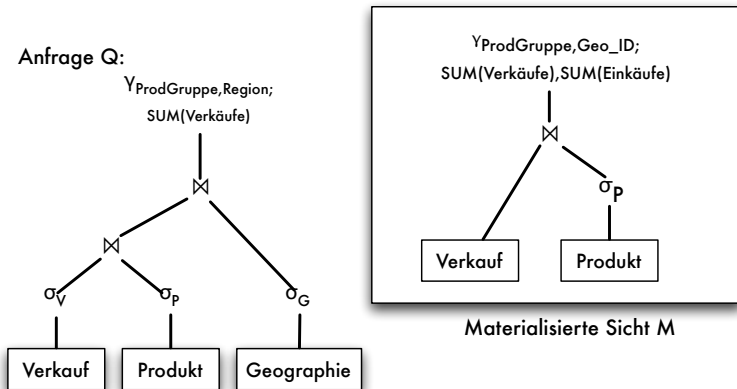 Anfrage Q:
γProdGruppe,Region;
SUM(Verkäufe)
⋈
⋈
σV
σP
σG
Verkauf
Produkt
Geographie
γProdGruppe,Geo_ID;
SUM(Verkäufe),SUM(Einkäufe)
⋈
σP
Verkauf
Produkt
Materialisierte Sicht M